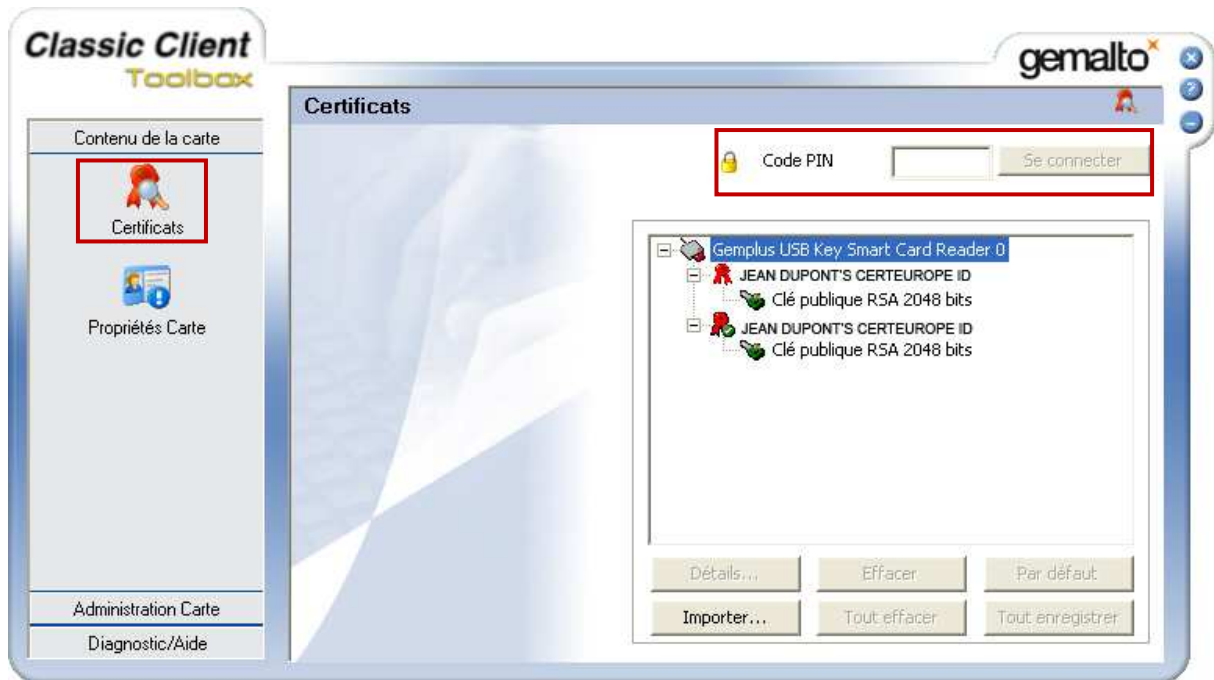 Classic Client
Toolbox
gemalto
Certificats
Contenu de la carte
Certificats
Propriétés Carte
Administration Carte
Diagnostic/Aide
Code PIN
Se connecter
Gemplus USB Key Smart Card Reader 0
JEAN DUPONT'S CERTEUROPE ID
Clé publique RSA 2048 bits
JEAN DUPONT'S CERTEUROPE ID
Clé publique RSA 2048 bits
Détails... Effacer Par défaut
Importer... Tout effacer Tout enregistrer